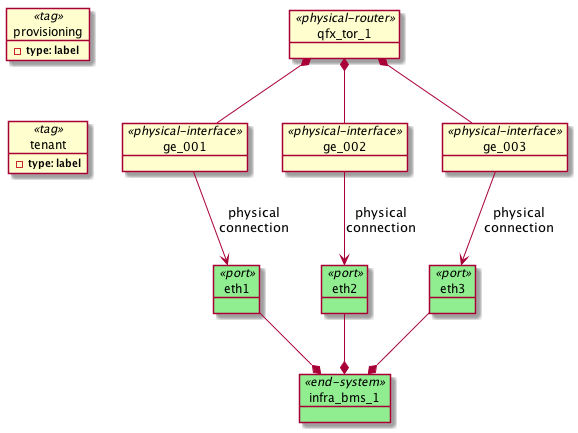 «tag»
provisioning
type: label
«physical-router»
qfx_tor_1
«tag»
tenant
type: label
«physical-interface»
ge_001
«physical-interface»
ge_002
«physical-interface»
ge_003
physical
connection
physical
connection
physical
connection
«port»
eth1
«port»
eth2
«port»
eth3
«end-system»
infra_bms_1